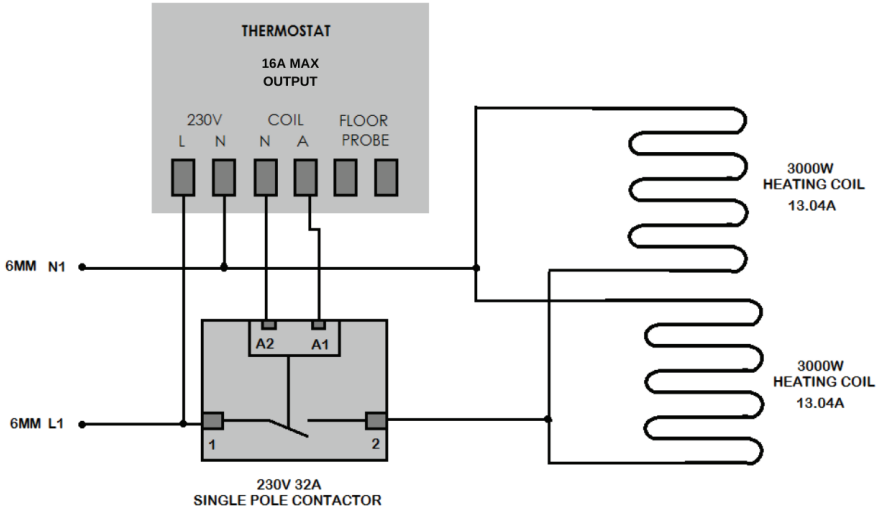 THERMOSTAT
16A MAX
OUTPUT
230V COIL FLOOR
L N N A PROBE
3000W
HEATING COIL
13.04A
6MM N1
A2 A1
3000W
HEATING COIL
13.04A
6MM L1
1 2
230V 32A
SINGLE POLE CONTACTOR